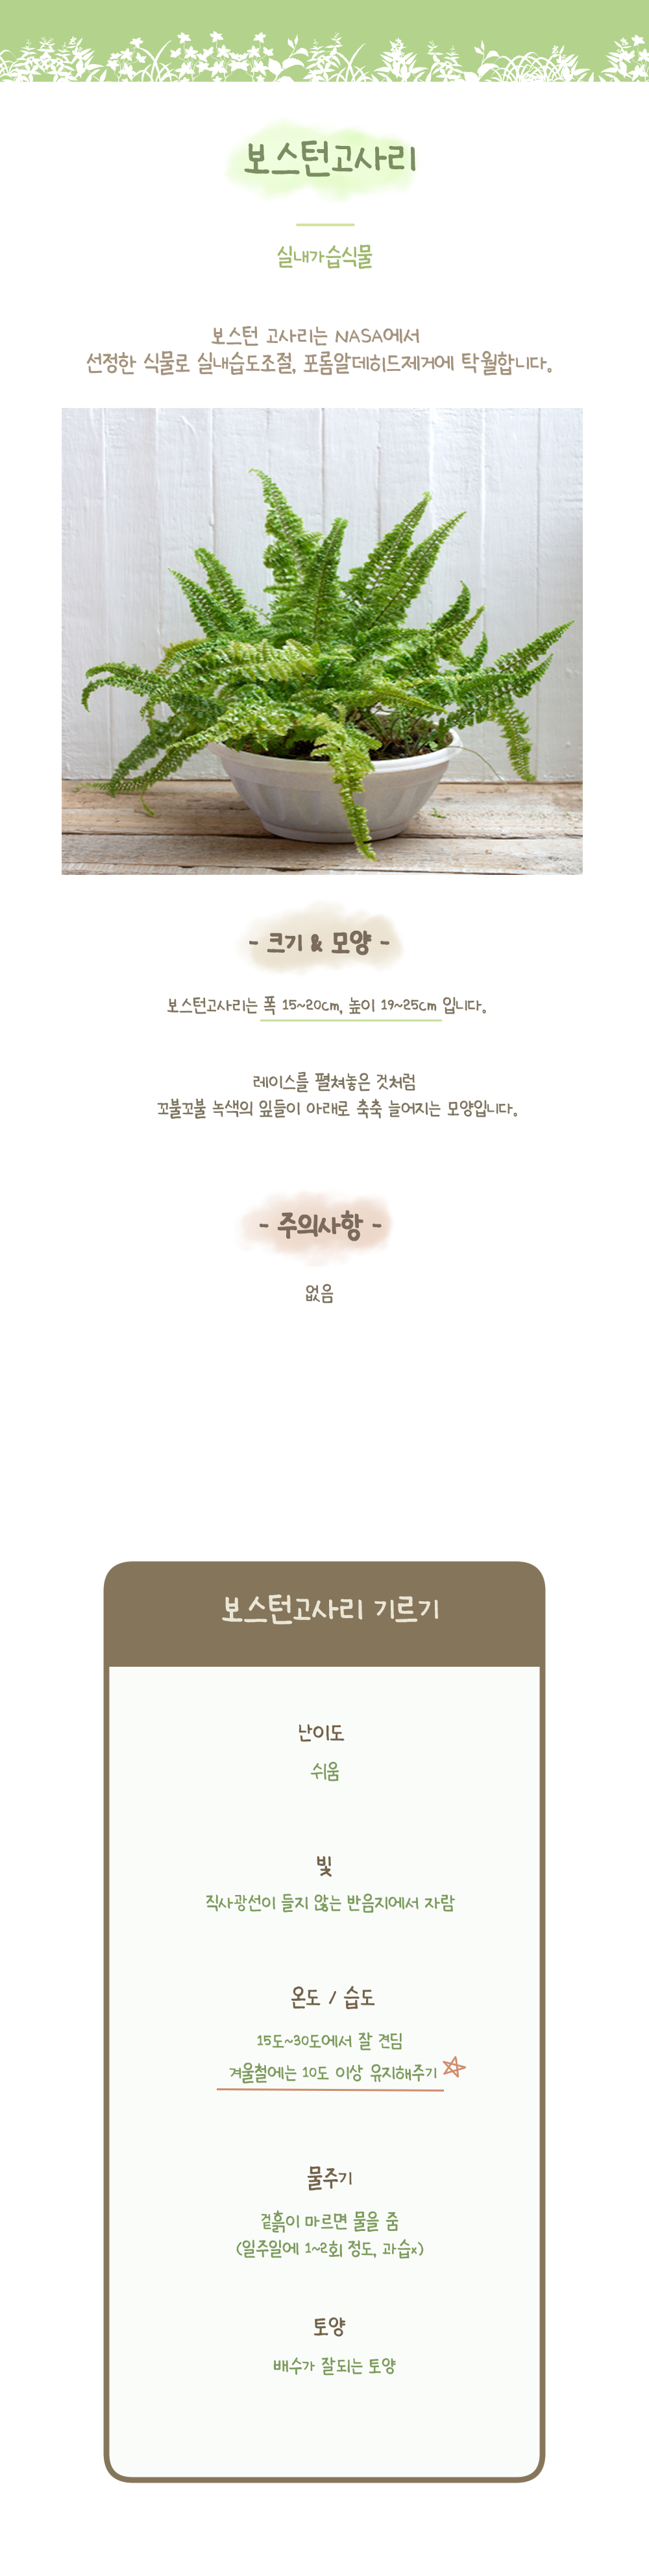 보스턴고사리
실내가습식물
보스턴 고사리는 NASA에서
선정한 식물로 실내습도조절, 포름알데히드제거에 탁월합니다.
- 크기 & 모양 -
보스턴고사리는 폭 15~20cm, 높이 19~25cm 입니다.
레이스를 펼쳐놓은 것처럼
꼬불꼬불 녹색의 잎들이 아래로 축축 늘어지는 모양입니다.
- 주의사항 -
없음
보스턴고사리 기르기
난이도
쉬움
빛
직사광선이 들지 않는 반음지에서 자람
온도 / 습도
15도~30도에서 잘 견딤
겨울철에는 10도 이상 유지해주기
물주기
겉흙이 마르면 물을 줌
(일주일에 1~2회 정도, 과습x)
토양
배수가 잘되는 토양